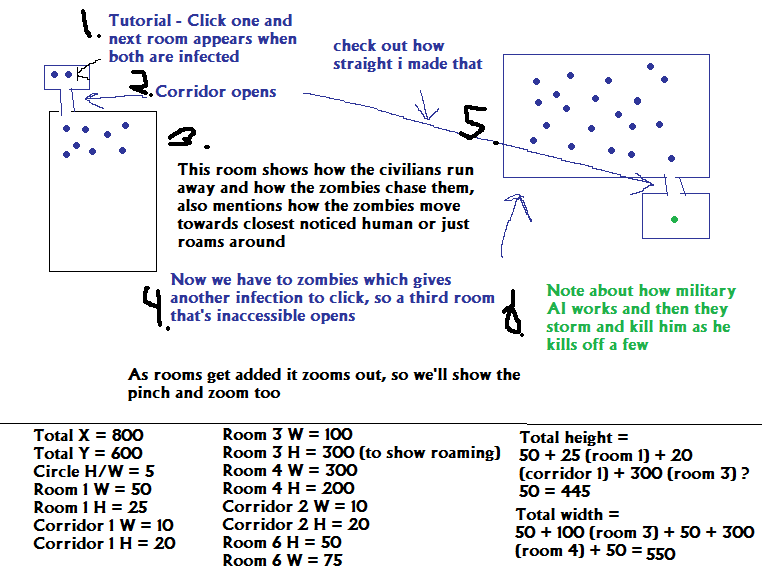 1.
Tutorial - Click one and
next room appears when
both are infected
2.
Corridor opens
check out how
straight i made that
5.
3.
This room shows how the civilians run
away and how the zombies chase them,
also mentions how the zombies move
towards closest noticed human or just
roams around
4.
Now we have to zombies which gives
another infection to click, so a third room
that's inaccessible opens
6.
Note about how military
AI works and then they
storm and kill him as he
kills off a few
As rooms get added it zooms out, so we'll show the
pinch and zoom too
Total X = 800
Total Y = 600
Circle H/W = 5
Room 1 W = 50
Room 1 H = 25
Corridor 1 W = 10
Corridor 1 H = 20
Room 3 W = 100
Room 3 H = 300 (to show roaming)
Room 4 W = 300
Room 4 H = 200
Corridor 2 W = 10
Corridor 2 H = 20
Room 6 H = 50
Room 6 W = 75
Total height =
50 + 25 (room 1) + 20
(corridor 1) + 300 (room 3) ?
50 = 445
Total width =
50 + 100 (room 3) + 50 + 300
(room 4) + 50 = 550